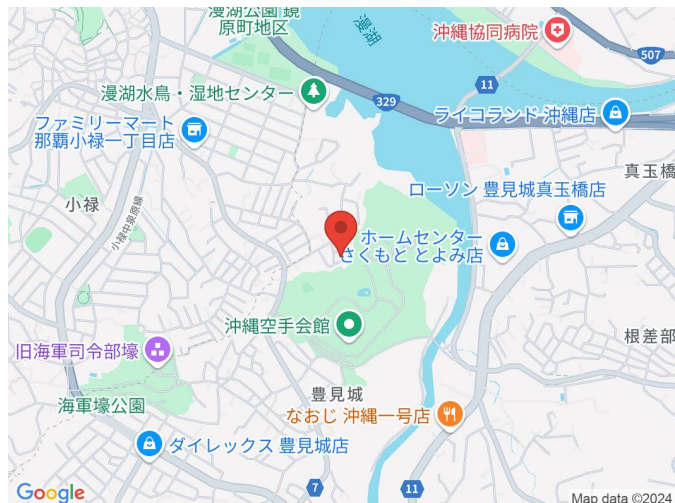 漫湖公園 鏡
原町地区
漫湖
沖縄協同病院
507
11
漫湖水鳥・湿地センター
329
ライコランド 沖縄店
ファミリーマート
那覇小禄一丁目店
真玉橋
ローソン 豊見城真玉橋店
小禄
小禄中央線
ホームセンター
さくもと とよみ店
沖縄空手会館
旧海軍司令部壕
根差部
豊見城
海軍壕公園
なおじ 沖縄一号店
ダイレックス 豊見城店
7
11
Google
Map data ©2024